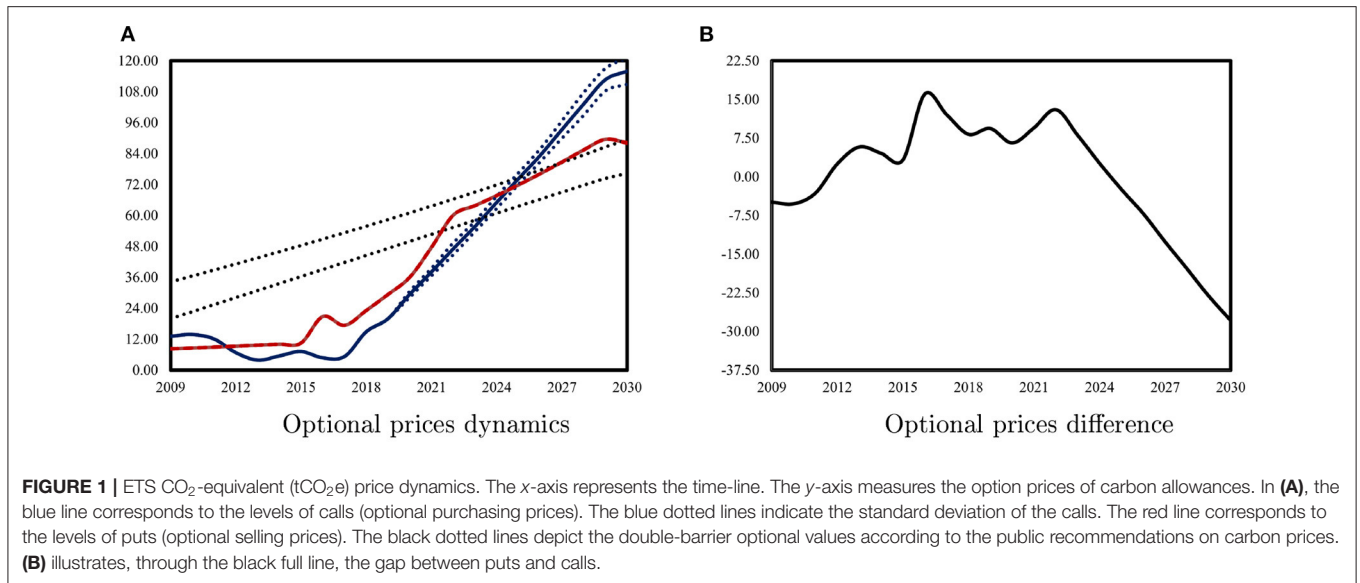 A
120.00
108.00
96.00
84.00
72.00
60.00
48.00
36.00
24.00
12.00
0.00
2009 2012 2015 2018 2021 2024 2027 2030
Optional prices dynamics
B
22.50
15.00
7.50
0.00
-7.50
-15.00
-22.50
-30.00
-37.50
2009 2012 2015 2018 2021 2024 2027 2030
Optional prices difference
FIGURE 1 | ETS CO₂-equivalent (tCO₂e) price dynamics. The x-axis represents the time-line. The y-axis measures the option prices of carbon allowances. In (A), the
blue line corresponds to the levels of calls (optional purchasing prices). The blue dotted lines indicate the standard deviation of the calls. The red line corresponds to
the levels of puts (optional selling prices). The black dotted lines depict the double-barrier optional values according to the public recommendations on carbon prices.
(B) illustrates, through the black full line, the gap between puts and calls.